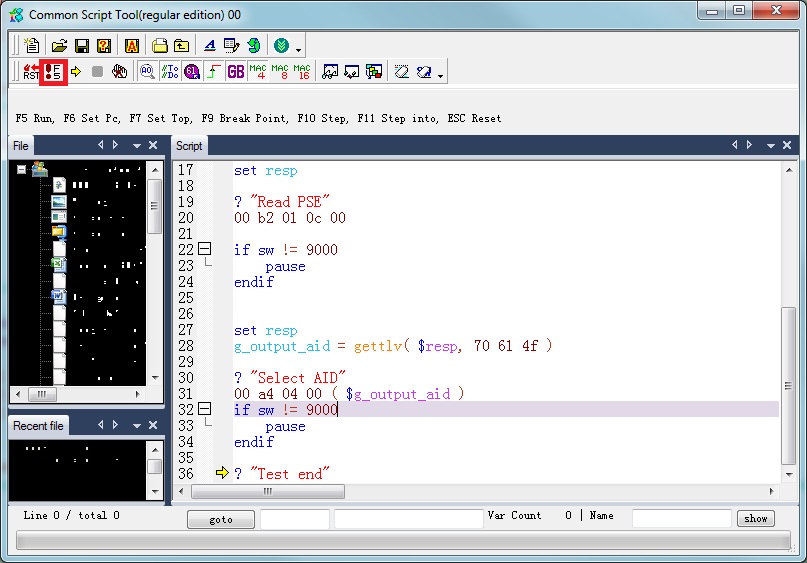 Common Script Tool(regular edition) 00
RST F5 AQ //To //Do 61 GB MAC 4 MAC 8 MAC 16
F5 Run, F6 Set Pc, F7 Set Top, F9 Break Point, F10 Step, F11 Step into, ESC Reset
File
Script
17 set resp
18
19 ? "Read PSE"
20 00 b2 01 0c 00
21
22 if sw != 9000
23 pause
24 endif
25
26
27 set resp
28 g_output_aid = gettlv( $resp, 70 61 4f )
29
30 ? "Select AID"
31 00 a4 04 00 ( $g_output_aid )
32 if sw != 9000
33 pause
34 endif
35
36 ? "Test end"
Recent file
Line 0 / total 0
goto
Var Count 0 | Name
show